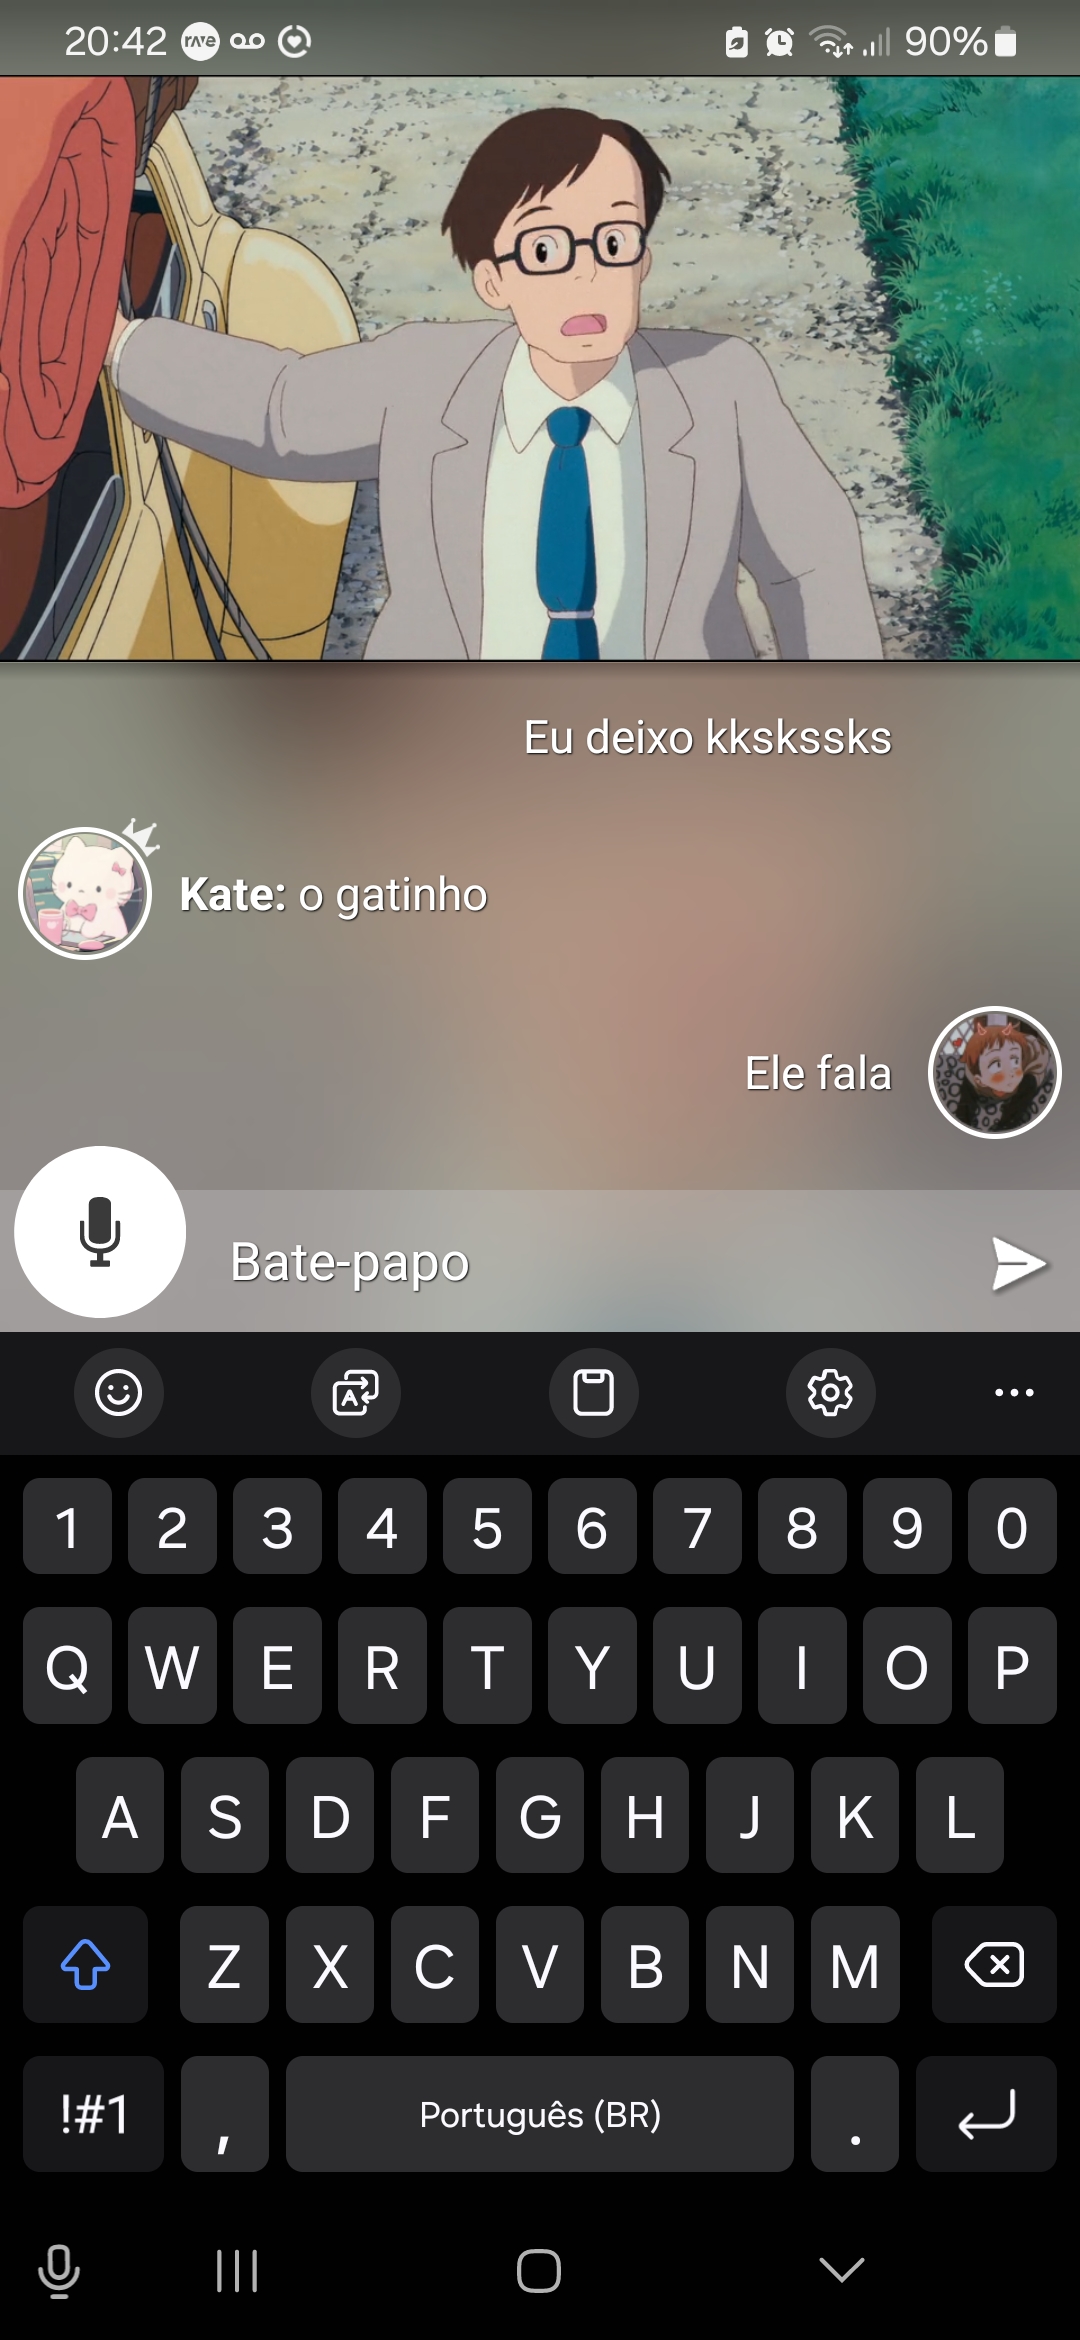 20:42 rave 90%
Eu deixo kkskssks
Kate: o gatinho
Ele fala
Bate-papo
A
1 2 3 4 5 6 7 8 9 0
Q W E R T Y U I O P
A S D F G H J K L
Z X C V B N M
!#1 , Português (BR) .